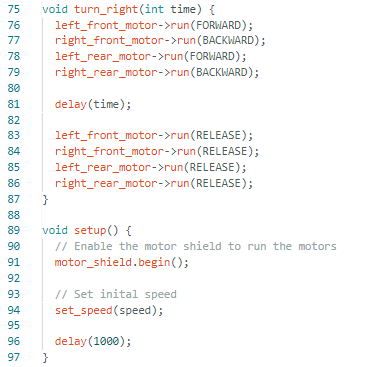 75 void turn_right(int time) {
76   left_front_motor->run(FORWARD);
77   right_front_motor->run(BACKWARD);
78   left_rear_motor->run(FORWARD);
79   right_rear_motor->run(BACKWARD);
80
81   delay(time);
82
83   left_front_motor->run(RELEASE);
84   right_front_motor->run(RELEASE);
85   left_rear_motor->run(RELEASE);
86   right_rear_motor->run(RELEASE);
87 }
88
89 void setup() {
90   // Enable the motor shield to run the motors
91   motor_shield.begin();
92
93   // Set inital speed
94   set_speed(speed);
95
96   delay(1000);
97 }